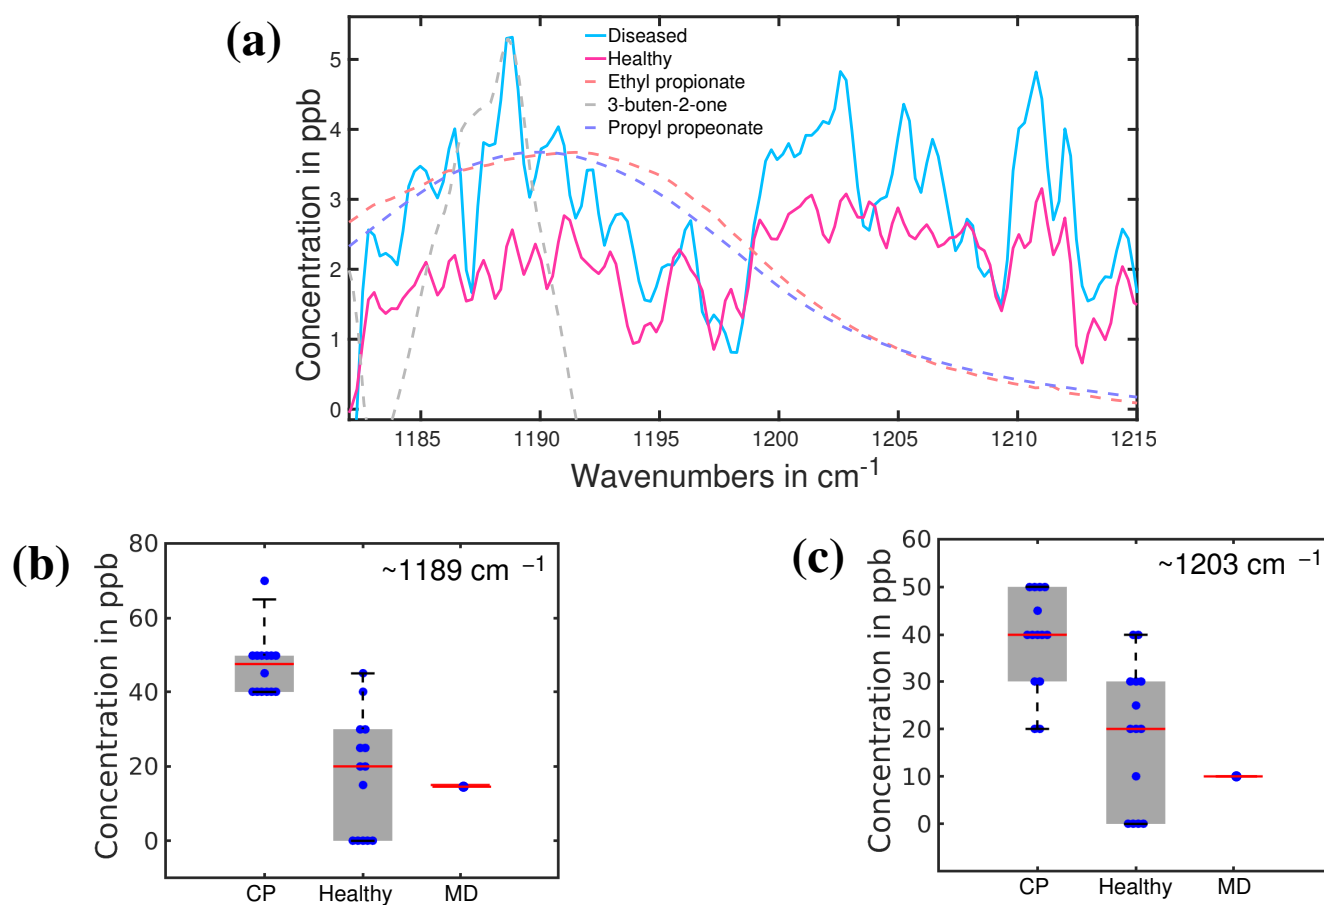 (a)
Diseased
Healthy
Ethyl propionate
3-buten-2-one
Propyl propeonate
Concentration in ppb
5
4
3
2
1
0
1185 1190 1195 1200 1205 1210 1215
Wavenumbers in cm-1
(b)
~1189 cm −1
Concentration in ppb
80
60
40
20
0
CP Healthy MD
(c)
~1203 cm −1
Concentration in ppb
60
50
40
30
20
10
0
CP Healthy MD